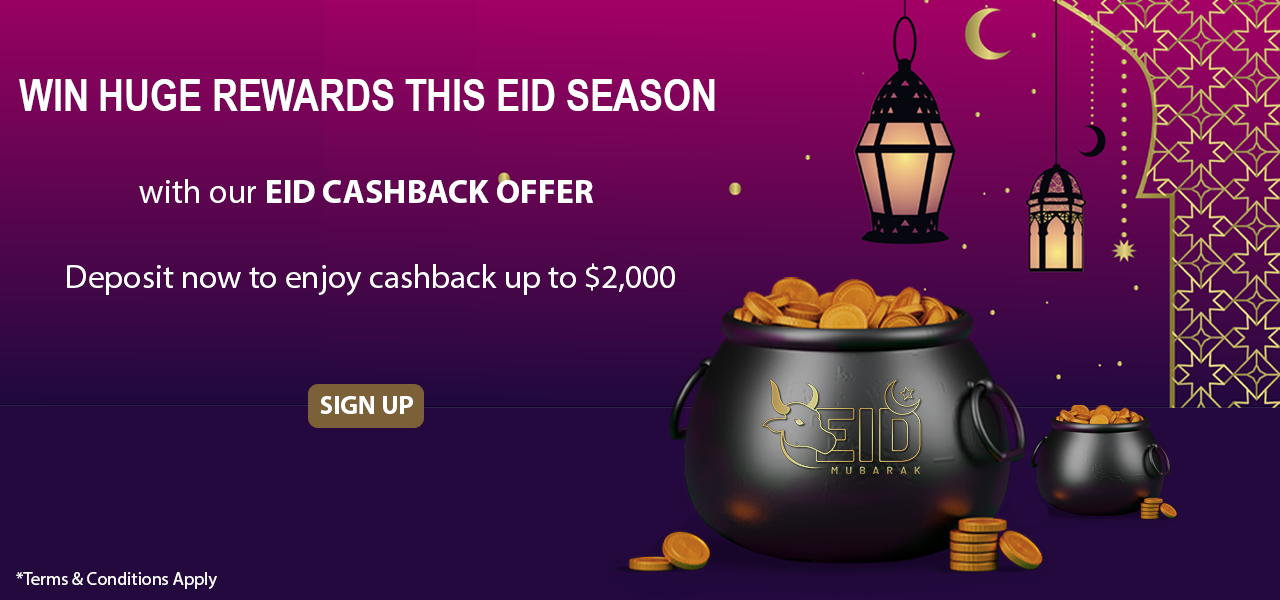 WIN HUGE REWARDS THIS EID SEASON
with our EID CASHBACK OFFER
Deposit now to enjoy cashback up to $2,000
SIGN UP
EID
MUBARAK
*Terms & Conditions Apply